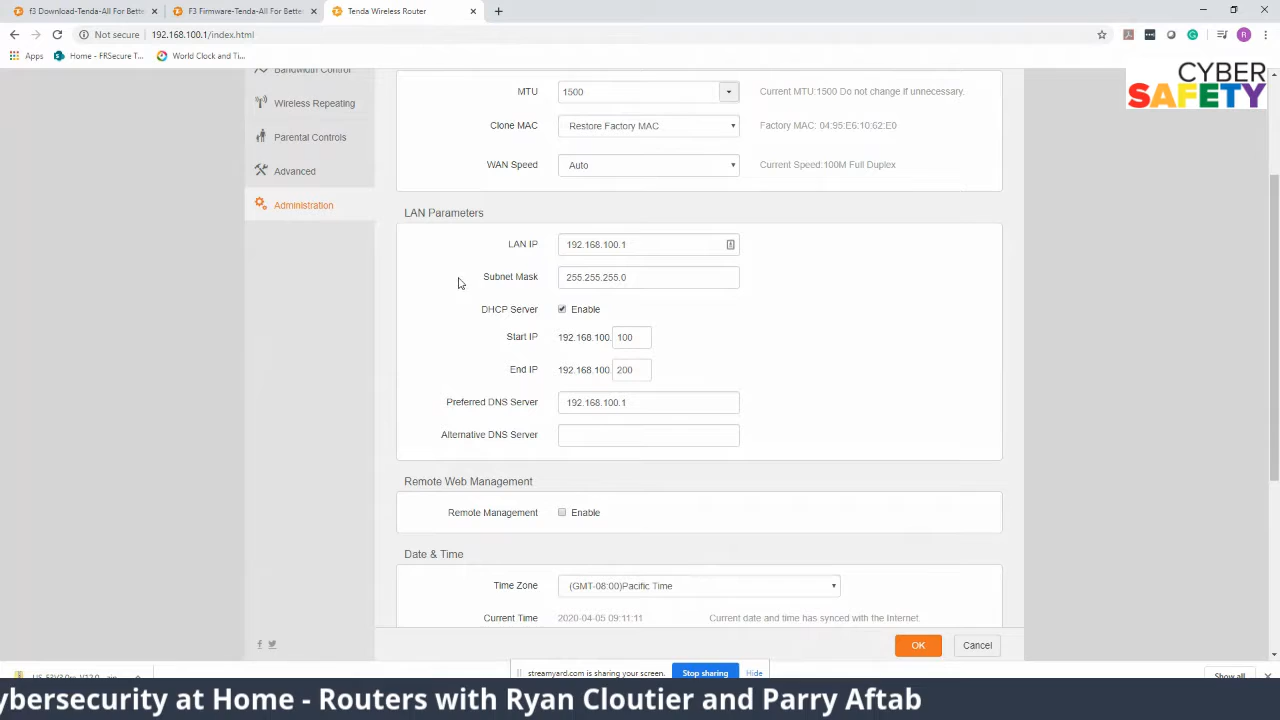 f3 Download-Tenda-All For Bette
F3 Firmware-Tenda-All For Bette
Tenda Wireless Router
Not secure
192.168.100.1/index.html
R
Apps
Home - FRSecure T...
World Clock and Ti...
CYBER
SAFETY
Bandwidth Control
Wireless Repeating
Parental Controls
Advanced
Administration
MTU
1500
Current MTU:1500 Do not change if unnecessary.
Clone MAC
Restore Factory MAC
Factory MAC: 04:95:E6:10:62:E0
WAN Speed
Auto
Current Speed:100M Full Duplex
LAN Parameters
LAN IP
192.168.100.1
Subnet Mask
255.255.255.0
DHCP Server
Enable
Start IP
192.168.100.
100
End IP
192.168.100.
200
Preferred DNS Server
192.168.100.1
Alternative DNS Server
Remote Web Management
Remote Management
Enable
Date & Time
Time Zone
(GMT-08:00)Pacific Time
Current Time
2020-04-05 09:11:11
Current date and time has synced with the Internet.
OK
Cancel
streamyard.com is sharing your screen.
Stop sharing
Hide
Show all
ybersecurity at Home - Routers with Ryan Cloutier and Parry Aftab